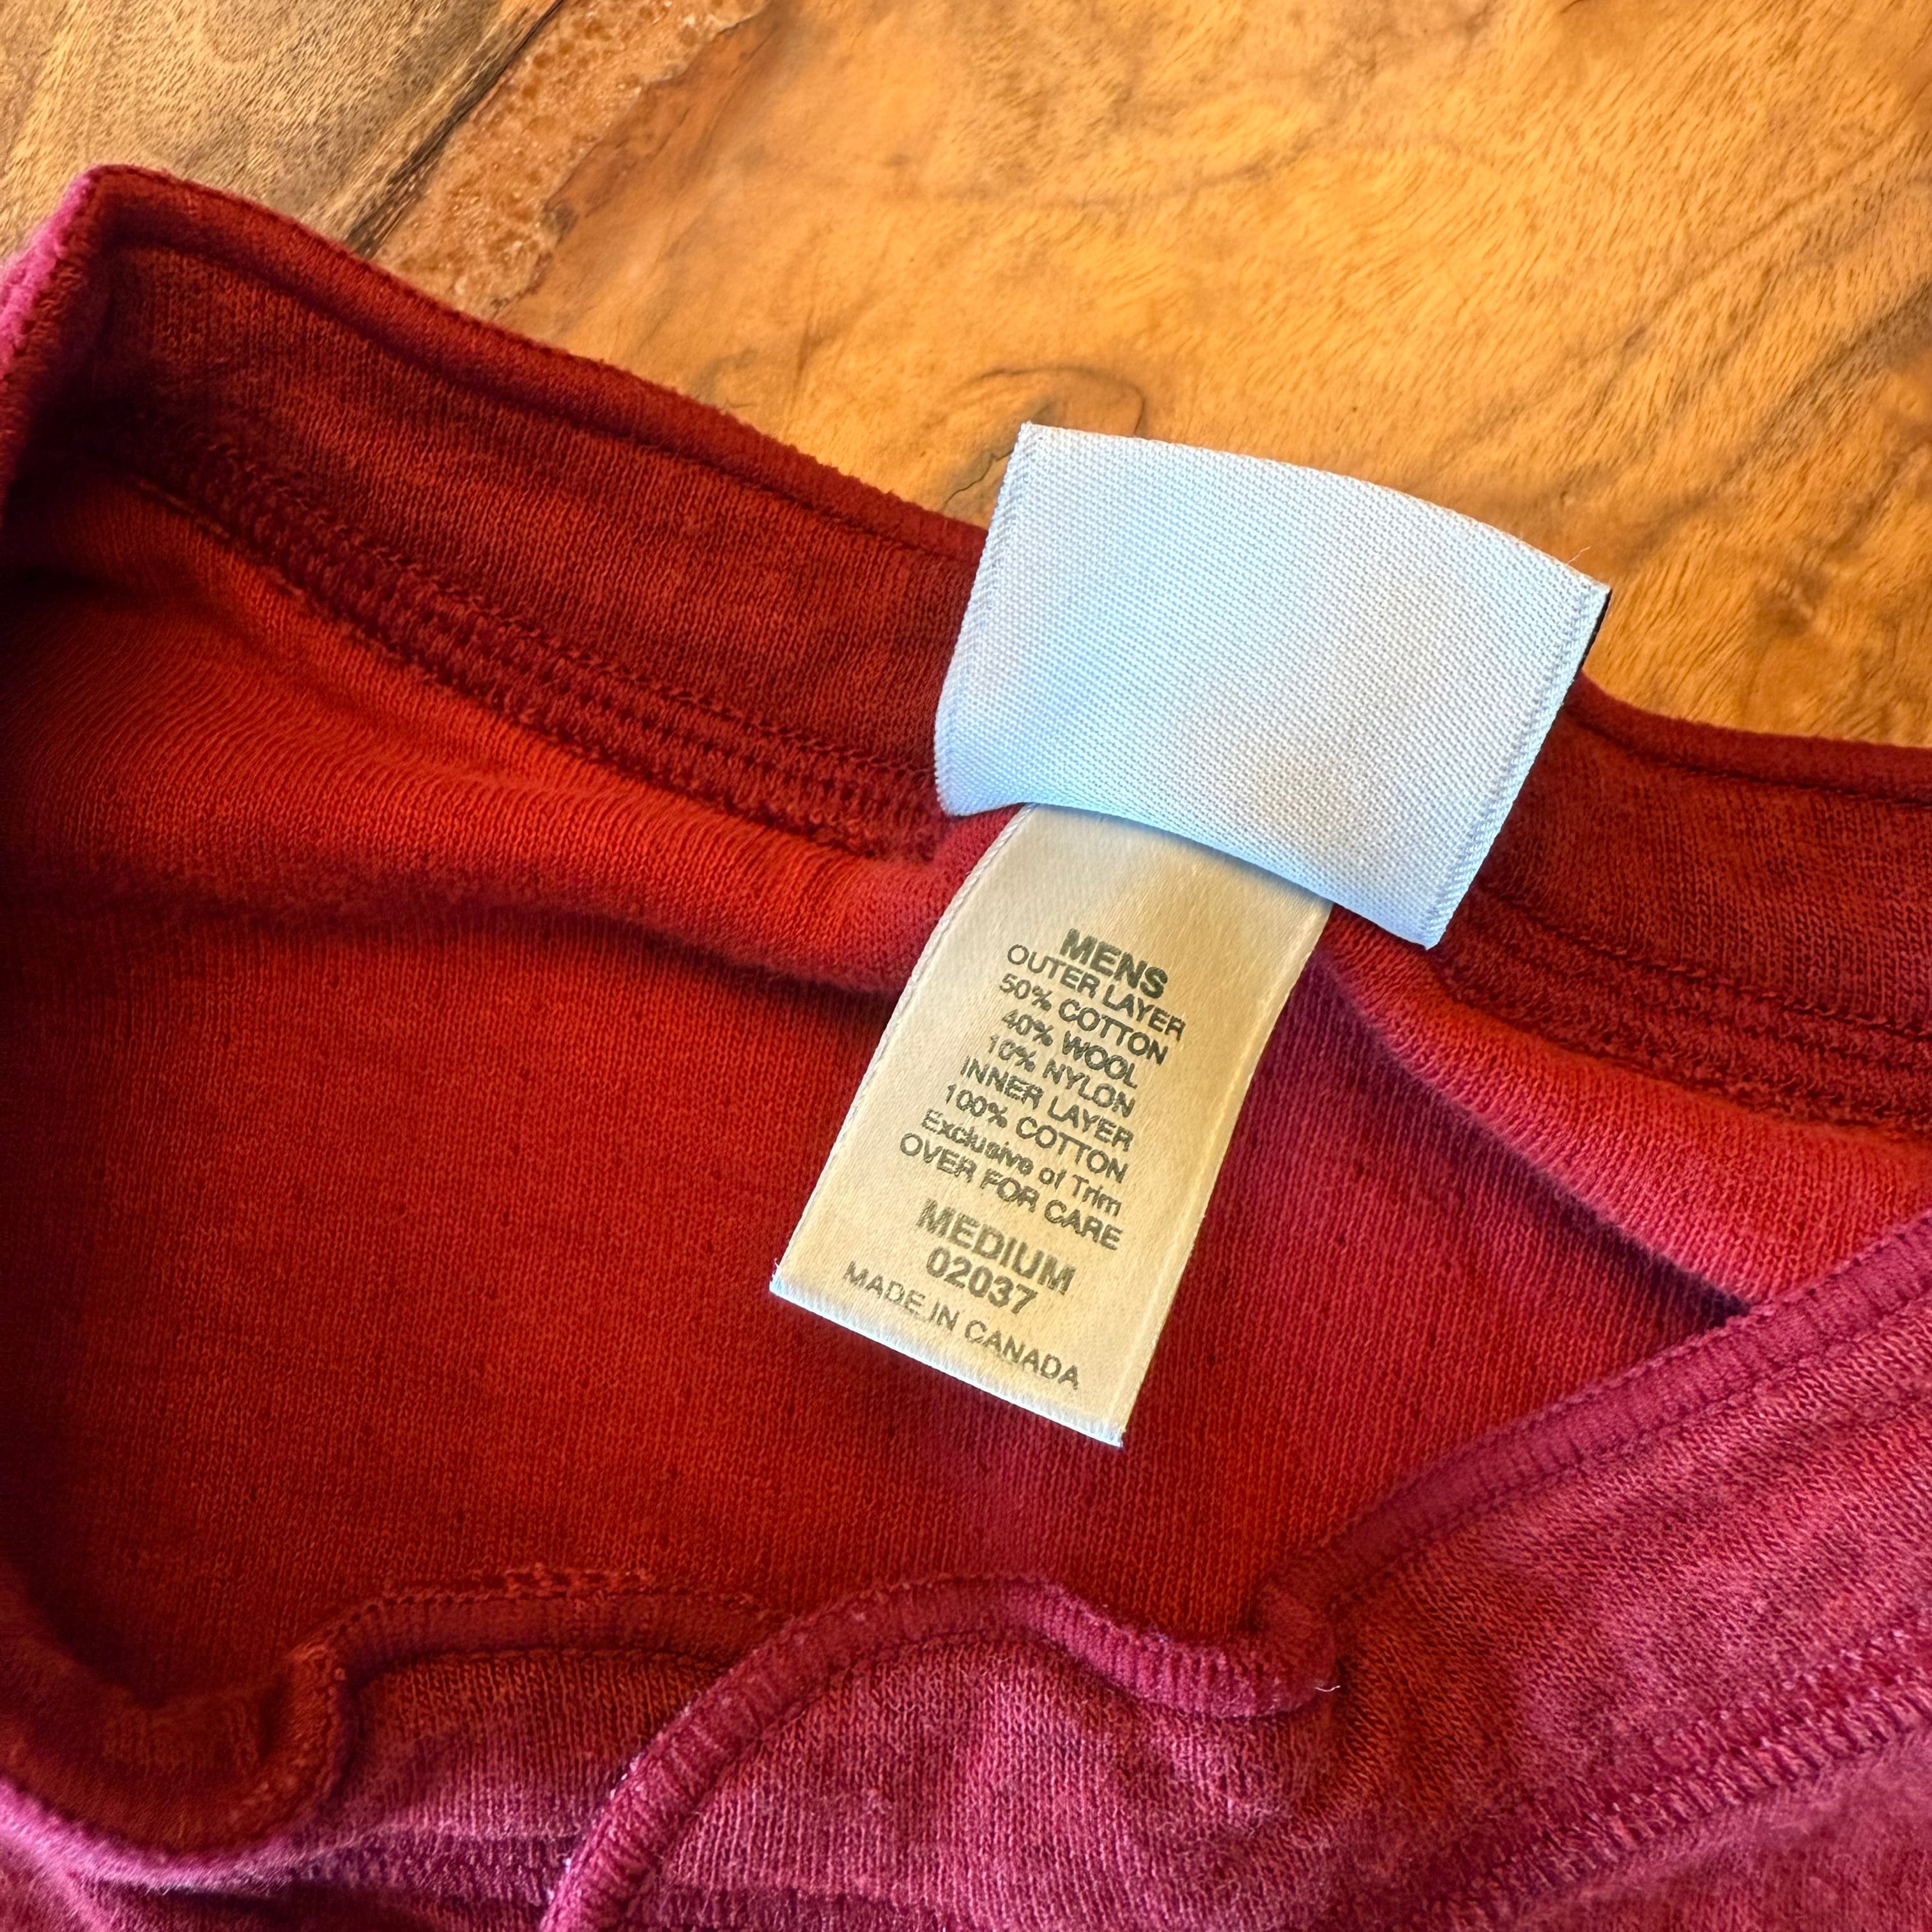 MENS
OUTER LAYER
50% COTTON
40% WOOL
10% NYLON
INNER LAYER
100% COTTON
Exclusive of Trim
OVER FOR CARE
MEDIUM
02037
MADE IN CANADA